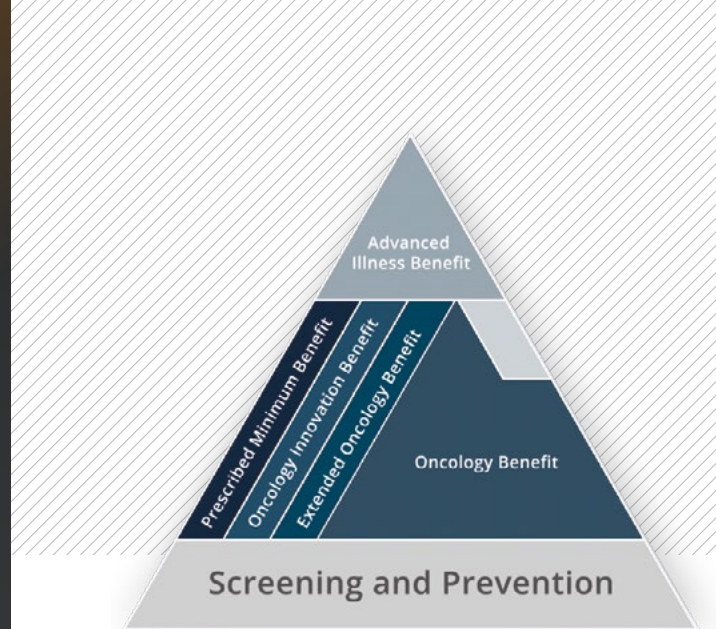 Advanced
Illness Benefit
Prescribed Minimum Benefit
Oncology Innovation Benefit
Extended Oncology Benefit
Oncology Benefit
Screening and Prevention